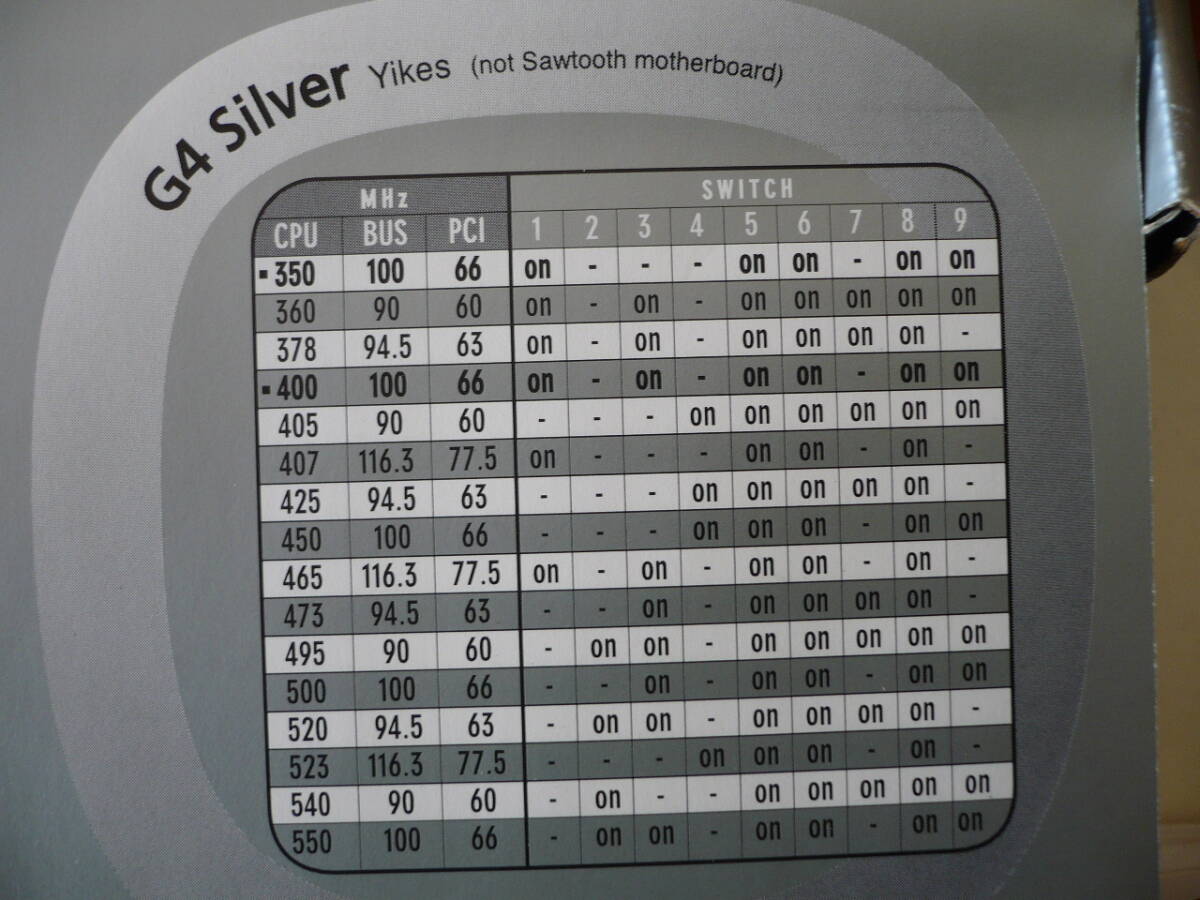 G4 Silver Yikes (not Sawtooth motherboard)
MHz SWITCH
CPU BUS PCI 1 2 3 4 5 6 7 8 9
▪350 100 66 on - - - on on - on on
360 90 60 on - on - on on on on on
378 94.5 63 on - on - on on on on -
▪400 100 66 on - on - on on - on on
405 90 60 - - - on on on on on on
407 116.3 77.5 on - - - on on - on -
425 94.5 63 - - - on on on on on -
450 100 66 - - - on on on - on on
465 116.3 77.5 on - on - on on - on -
473 94.5 63 - - on - on on on on -
495 90 60 - on on - on on on on on
500 100 66 - - on - on on - on on
520 94.5 63 - on on - on on on on -
523 116.3 77.5 - - - on on on - on -
540 90 60 - on - - on on on on on
550 100 66 - on on - on on - on on